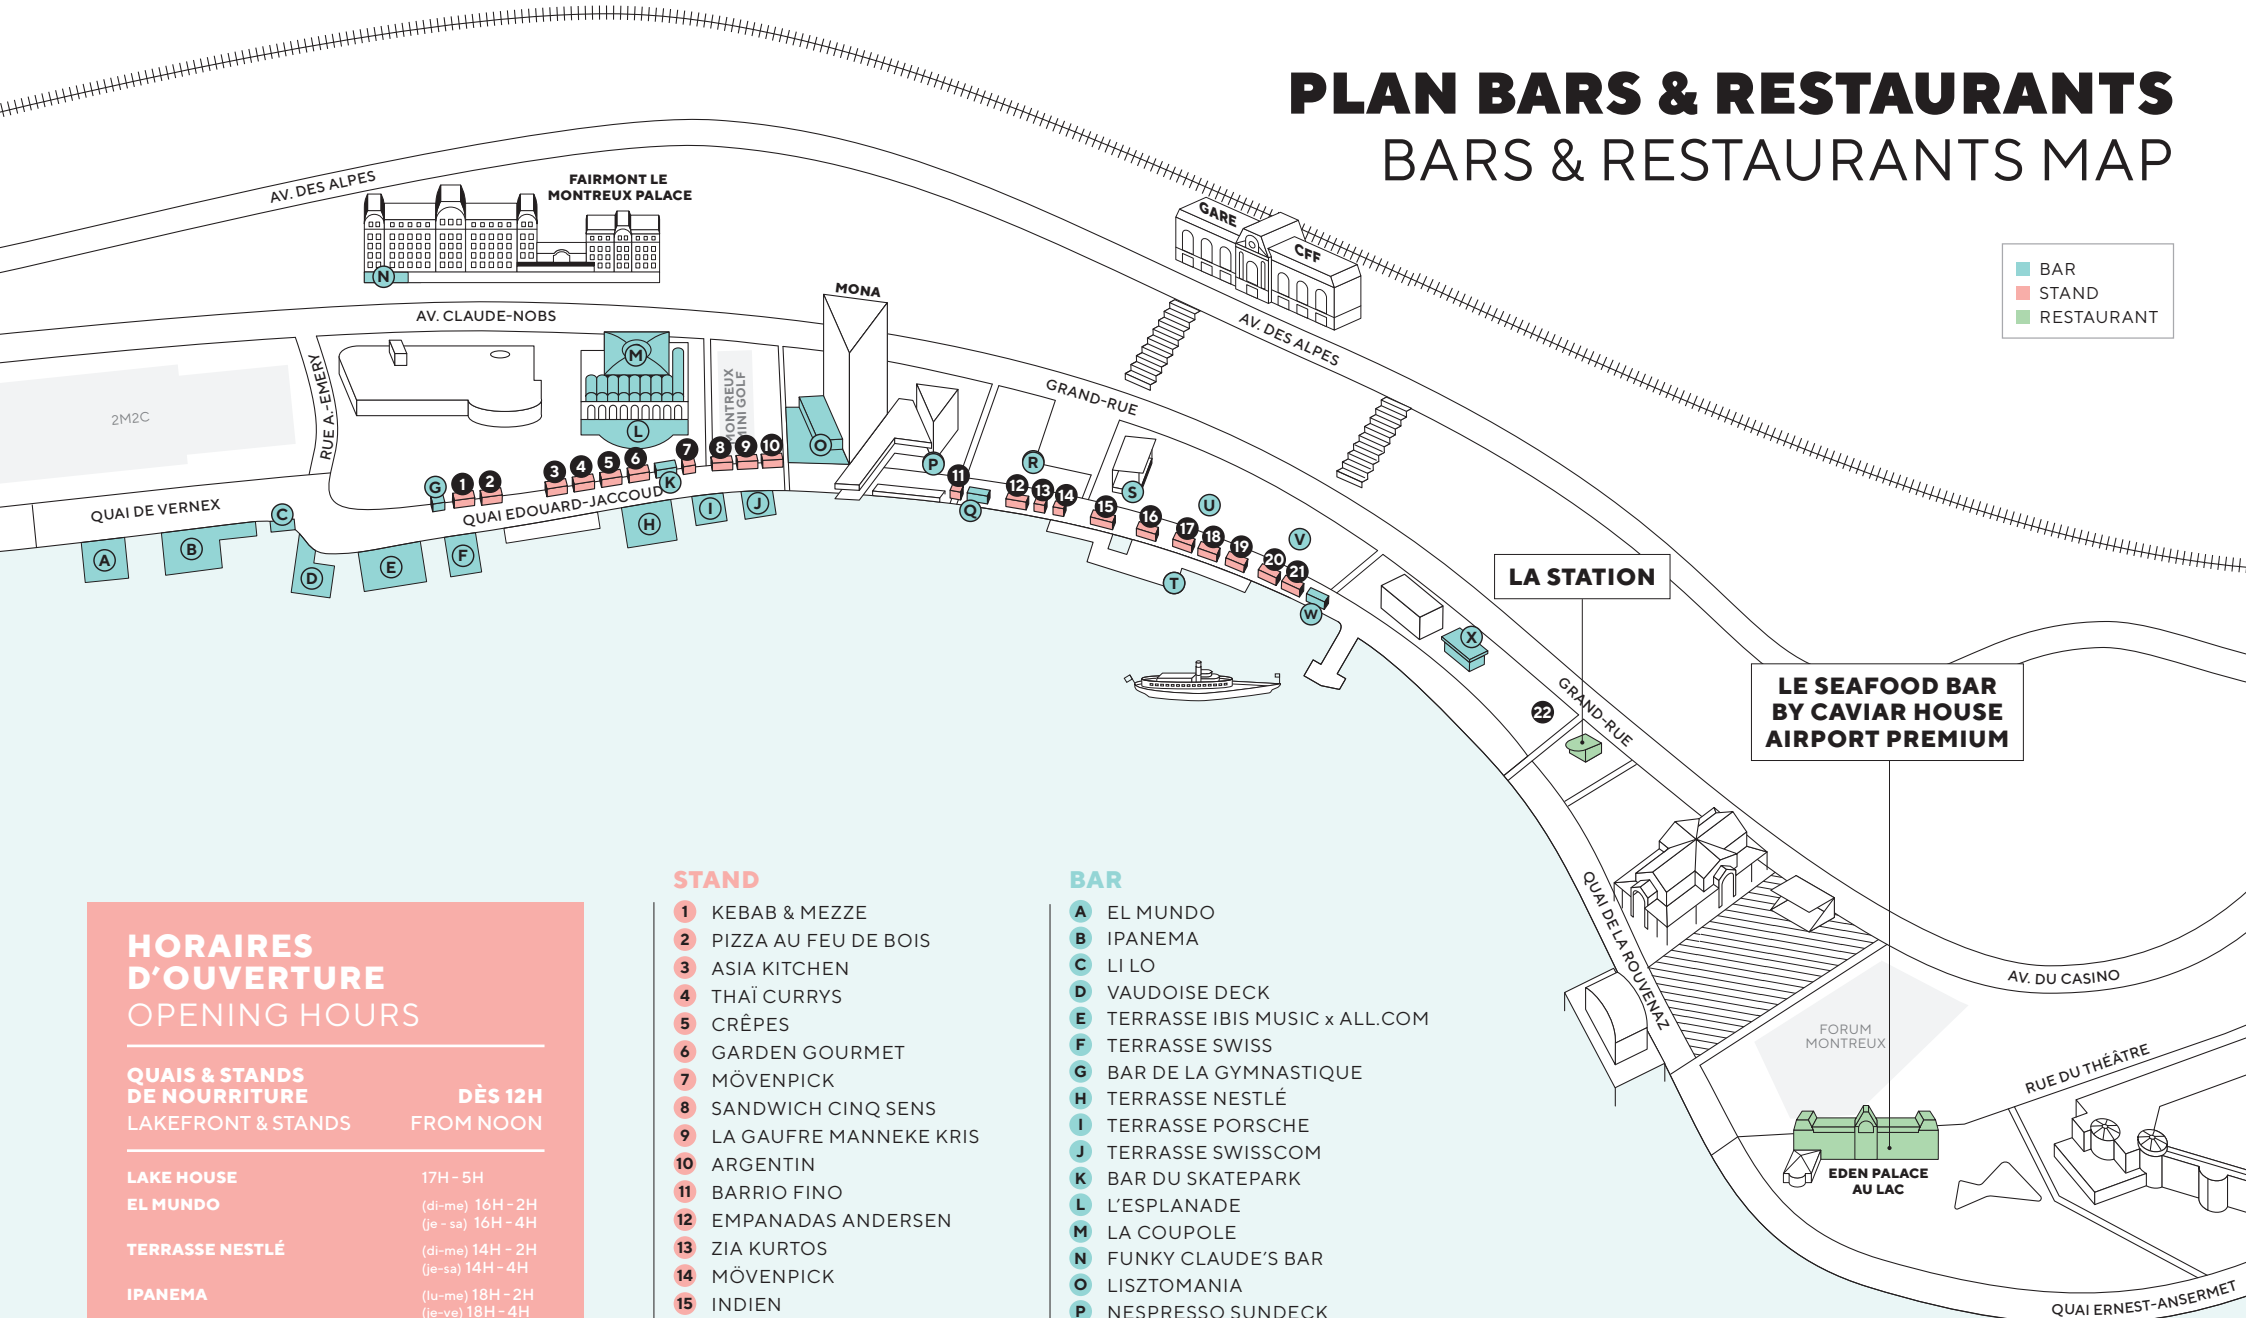 PLAN BARS & RESTAURANTS
BARS & RESTAURANTS MAP
BAR
STAND
RESTAURANT
AV. DES ALPES
FAIRMONT LE
MONTREUX PALACE
N
GARE
CFF
MONA
AV. CLAUDE-NOBS
AV. DES ALPES
GRAND-RUE
2M2C
RUE A.-EMERY
M
L
MONTREUX
MINI GOLF
O
G
1
2
3
4
5
6
K
7
8
9
10
P
11
Q
R
12
13
14
S
15
16
U
17
18
19
V
20
21
T
W
X
22
QUAI DE VERNEX
QUAI EDOUARD-JACCOUD
A
B
C
D
E
F
H
I
J
LA STATION
GRAND-RUE
LE SEAFOOD BAR
BY CAVIAR HOUSE
AIRPORT PREMIUM
QUAI DE LA ROUVENAZ
AV. DU CASINO
FORUM
MONTREUX
RUE DU THÉÂTRE
EDEN PALACE
AU LAC
QUAI ERNEST-ANSERMET
HORAIRES
D'OUVERTURE
OPENING HOURS
QUAIS & STANDS
DE NOURRITURE DÈS 12H
LAKEFRONT & STANDS FROM NOON
LAKE HOUSE 17H-5H
EL MUNDO (di-me) 16H-2H
(je-sa) 16H-4H
TERRASSE NESTLÉ (di-me) 14H-2H
(je-sa) 14H-4H
IPANEMA (lu-me) 18H-2H
(je-ve) 18H-4H
STAND
1 KEBAB & MEZZE
2 PIZZA AU FEU DE BOIS
3 ASIA KITCHEN
4 THAÏ CURRYS
5 CRÊPES
6 GARDEN GOURMET
7 MÖVENPICK
8 SANDWICH CINQ SENS
9 LA GAUFRE MANNEKE KRIS
10 ARGENTIN
11 BARRIO FINO
12 EMPANADAS ANDERSEN
13 ZIA KURTOS
14 MÖVENPICK
15 INDIEN
BAR
A EL MUNDO
B IPANEMA
C LI LO
D VAUDOISE DECK
E TERRASSE IBIS MUSIC x ALL.COM
F TERRASSE SWISS
G BAR DE LA GYMNASTIQUE
H TERRASSE NESTLÉ
I TERRASSE PORSCHE
J TERRASSE SWISSCOM
K BAR DU SKATEPARK
L L'ESPLANADE
M LA COUPOLE
N FUNKY CLAUDE'S BAR
O LISZTOMANIA
P NESPRESSO SUNDECK